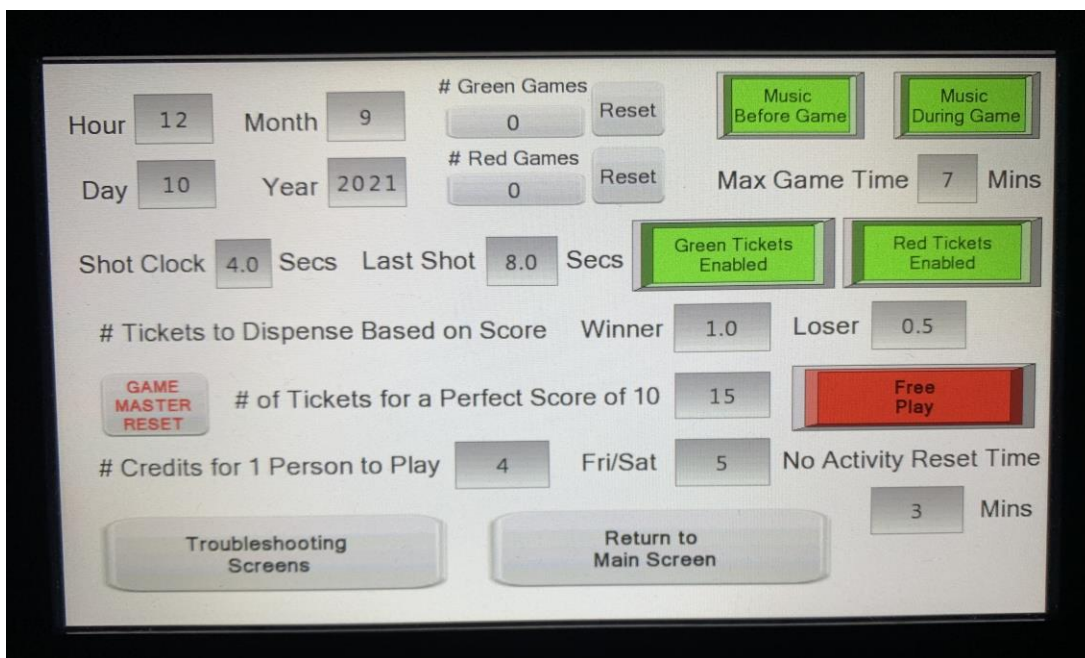 Hour 12 Month 9
# Green Games
0
Reset
Music
Before Game
Music
During Game
Day 10 Year 2021
# Red Games
0
Reset
Max Game Time 7 Mins
Shot Clock 4.0 Secs Last Shot 8.0 Secs
Green Tickets
Enabled
Red Tickets
Enabled
# Tickets to Dispense Based on Score Winner 1.0 Loser 0.5
GAME
MASTER
RESET
# of Tickets for a Perfect Score of 10 15
Free
Play
# Credits for 1 Person to Play 4 Fri/Sat 5
No Activity Reset Time
3 Mins
Troubleshooting
Screens
Return to
Main Screen